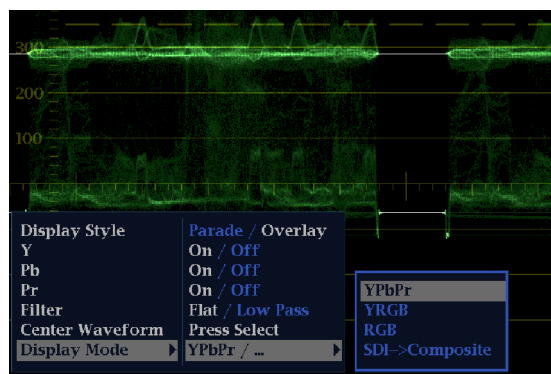 300
200
100
Display Style Parade / Overlay
Y On / Off
Pb On / Off
Pr On / Off
Filter Flat / Low Pass
Center Waveform Press Select
Display Mode YPbPr / ...
YPbPr
YRGB
RGB
SDI->Composite